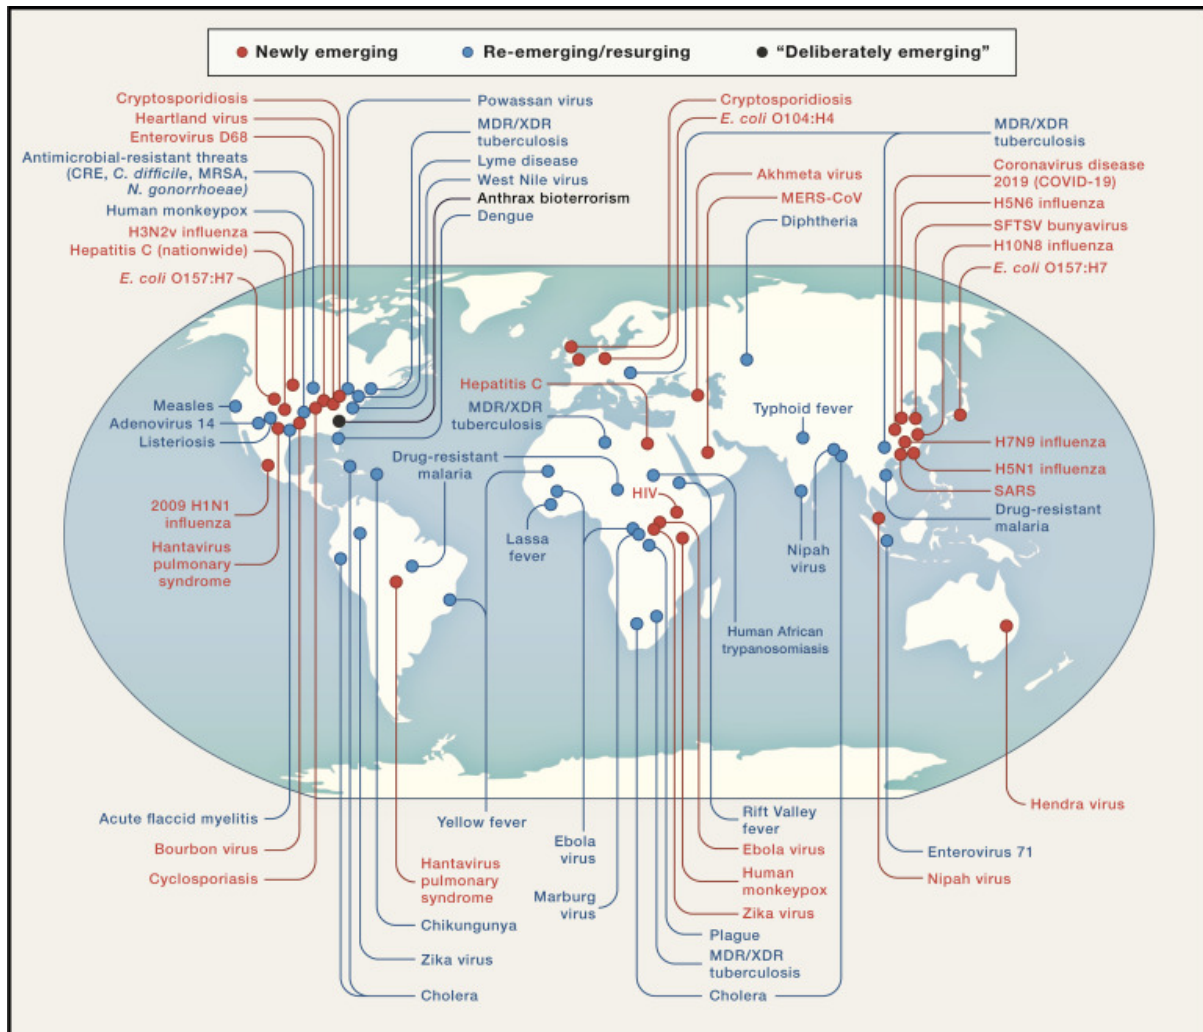 Newly emerging
Re-emerging/resurging
“Deliberately emerging”
Cryptosporidiosis
Heartland virus
Enterovirus D68
Antimicrobial-resistant threats
(CRE, C. difficile, MRSA,
N. gonorrhoeae)
Human monkeypox
H3N2v influenza
Hepatitis C (nationwide)
E. coli O157:H7
Powassan virus
MDR/XDR
tuberculosis
Lyme disease
West Nile virus
Anthrax bioterrorism
Dengue
Cryptosporidiosis
E. coli O104:H4
Akhmeta virus
MERS-CoV
Diphtheria
MDR/XDR
tuberculosis
Coronavirus disease
2019 (COVID-19)
H5N6 influenza
SFTSV bunyavirus
H10N8 influenza
E. coli O157:H7
Measles
Adenovirus 14
Listeriosis
2009 H1N1
influenza
Hantavirus
pulmonary
syndrome
Hepatitis C
MDR/XDR
tuberculosis
Drug-resistant
malaria
HIV
Lassa
fever
Typhoid fever
Nipah
virus
Human African
trypanosomiasis
H7N9 influenza
H5N1 influenza
SARS
Drug-resistant
malaria
Acute flaccid myelitis
Bourbon virus
Cyclosporiasis
Hantavirus
pulmonary
syndrome
Yellow fever
Ebola
virus
Marburg
virus
Chikungunya
Zika virus
Cholera
Rift Valley
fever
Ebola virus
Human
monkeypox
Zika virus
Plague
MDR/XDR
tuberculosis
Cholera
Hendra virus
Enterovirus 71
Nipah virus